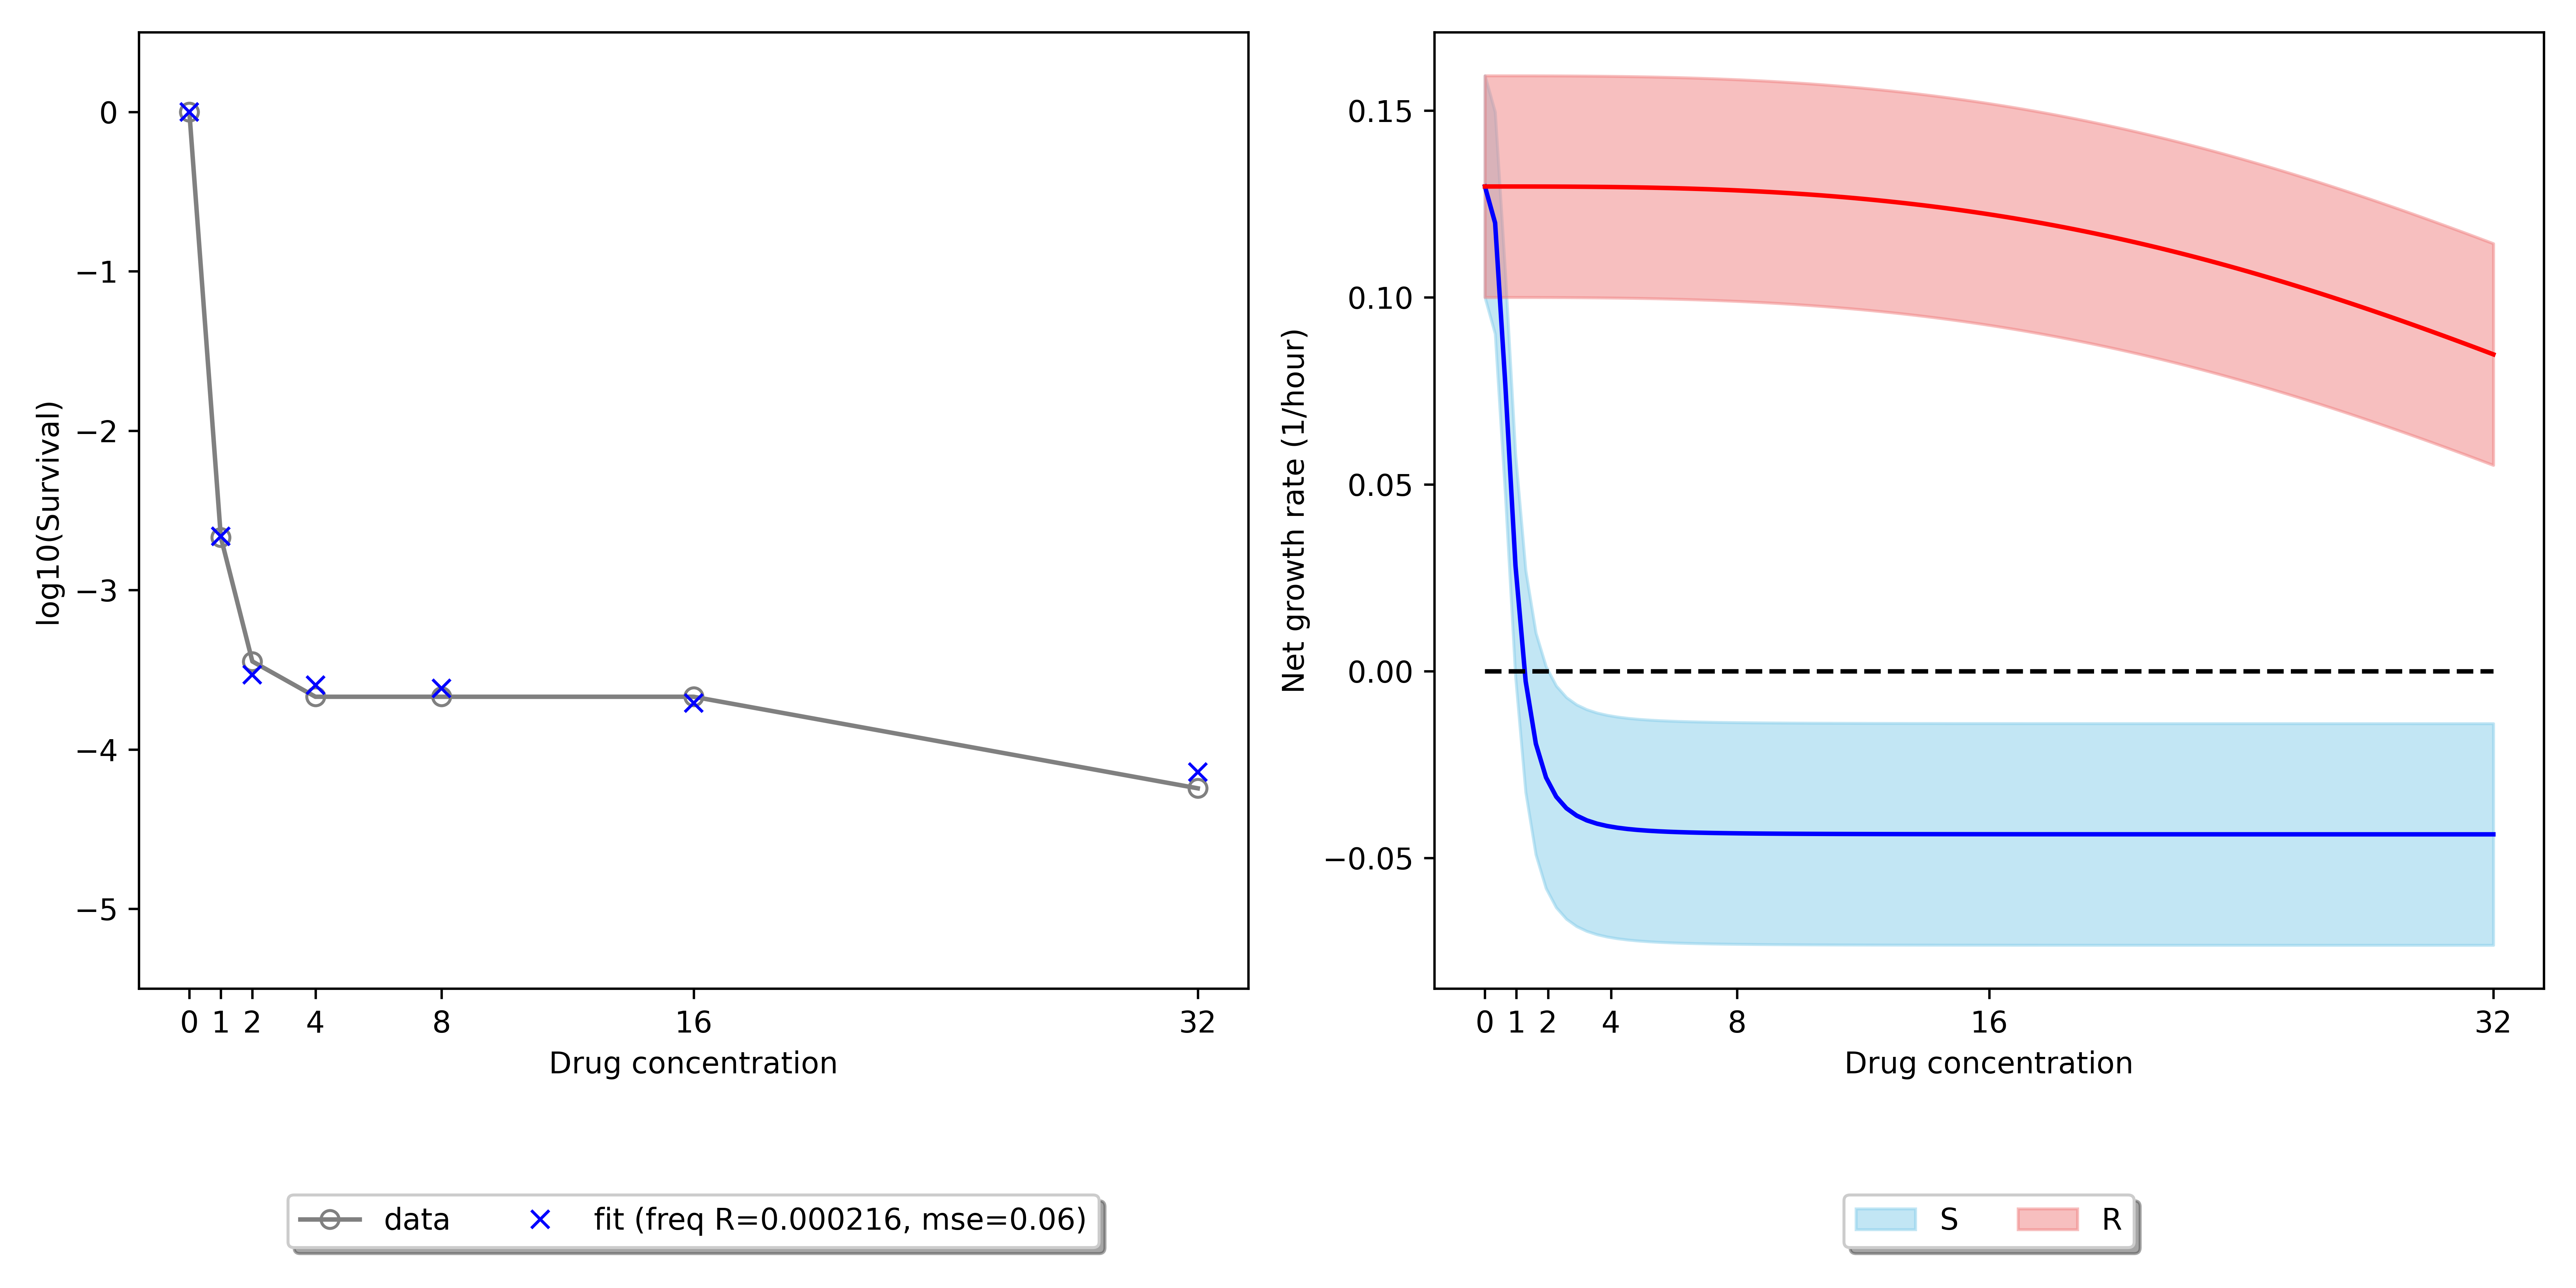 0
−1
−2
−3
−4
−5
log10(Survival)
0 1 2 4 8 16 32
Drug concentration
data fit (freq R=0.000216, mse=0.06)
0.15
0.10
0.05
0.00
−0.05
Net growth rate (1/hour)
0 1 2 4 8 16 32
Drug concentration
S R